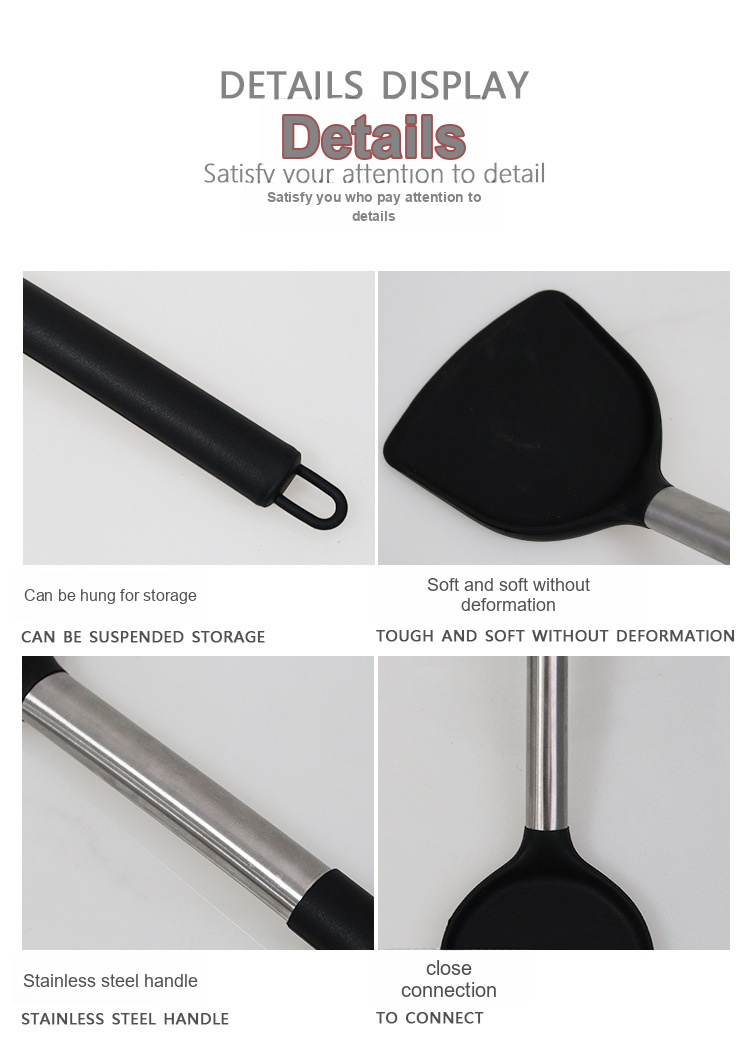 DETAILS DISPLAY
Details
Satisfy your attention to detail
Satisfy you who pay attention to
details
Can be hung for storage
Soft and soft without
deformation
CAN BE SUSPENDED STORAGE
TOUGH AND SOFT WITHOUT DEFORMATION
Stainless steel handle
close
connection
STAINLESS STEEL HANDLE
TO CONNECT